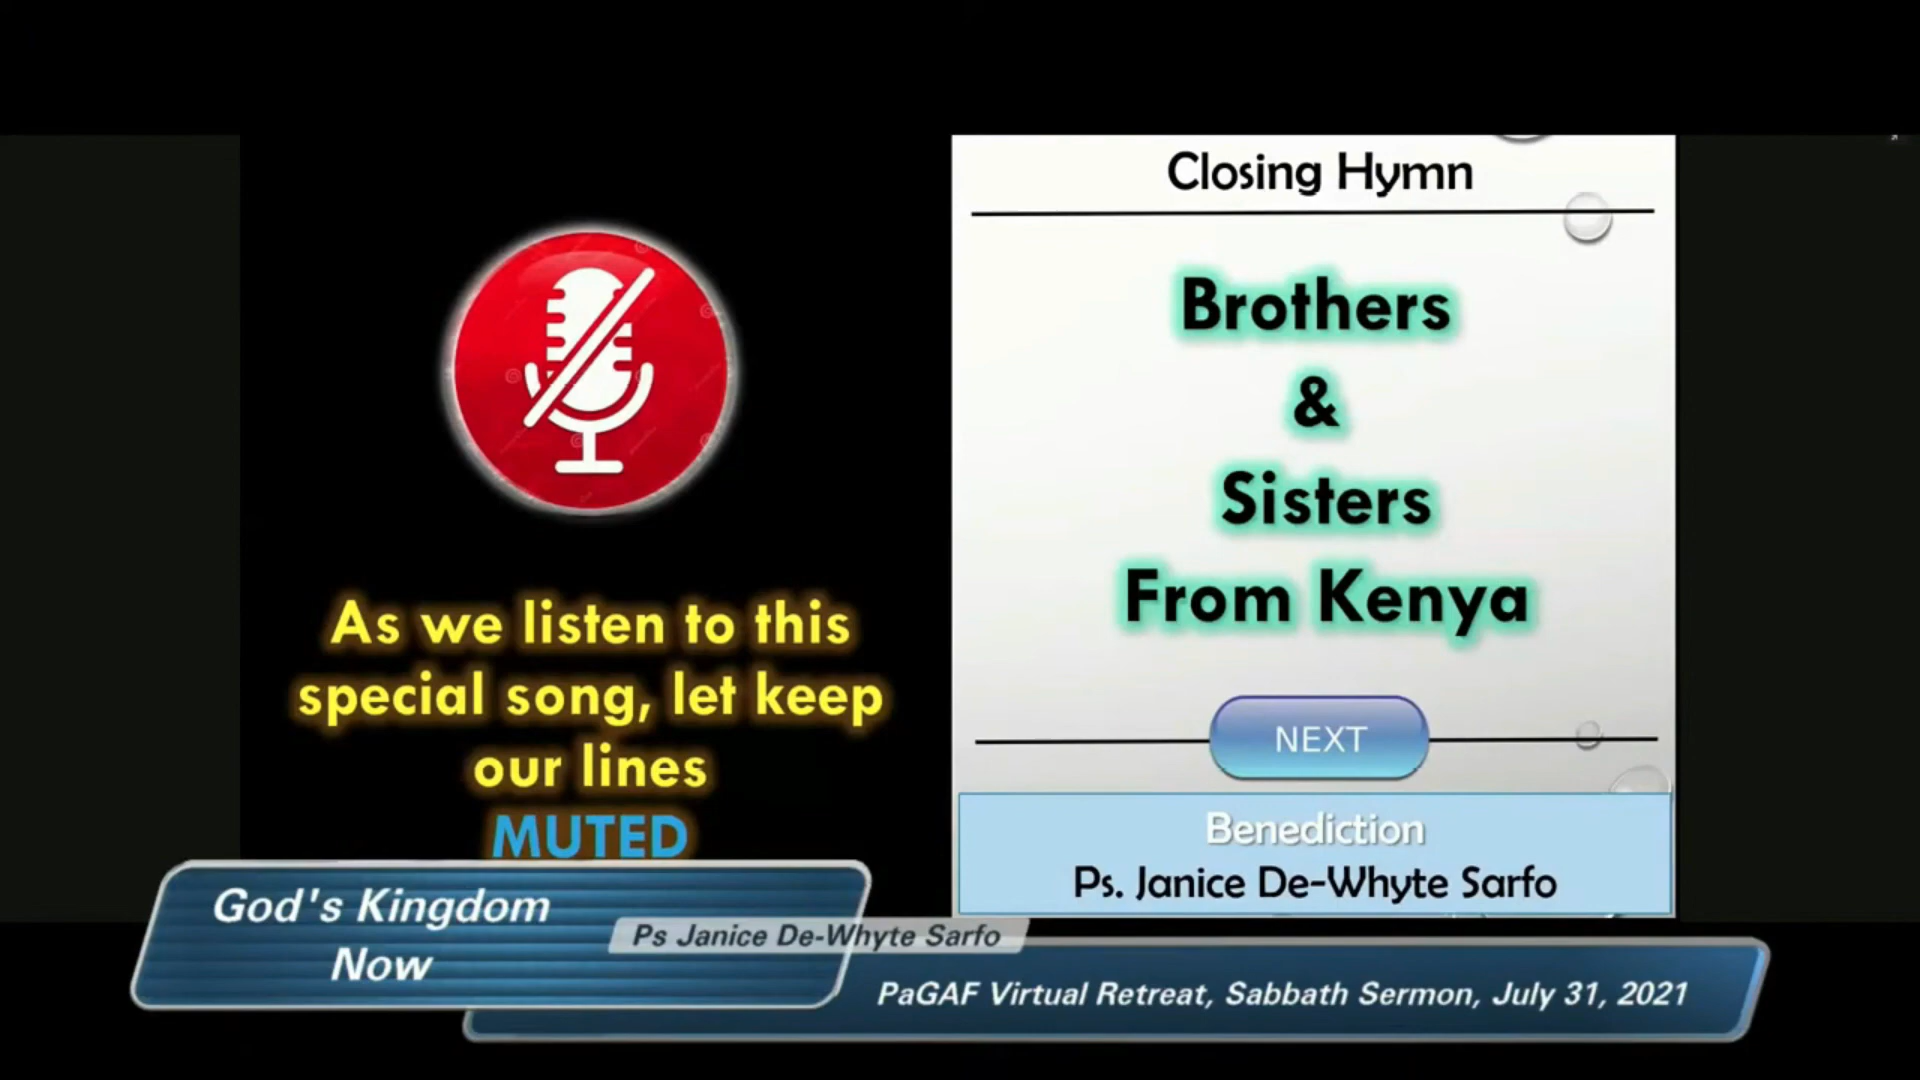 As we listen to this
special song, let keep
our lines
MUTED
Closing Hymn
Brothers
&
Sisters
From Kenya
NEXT
Benediction
Ps. Janice De-Whyte Sarfo
God's Kingdom
Now
Ps Janice De-Whyte Sarfo
PaGAF Virtual Retreat, Sabbath Sermon, July 31, 2021